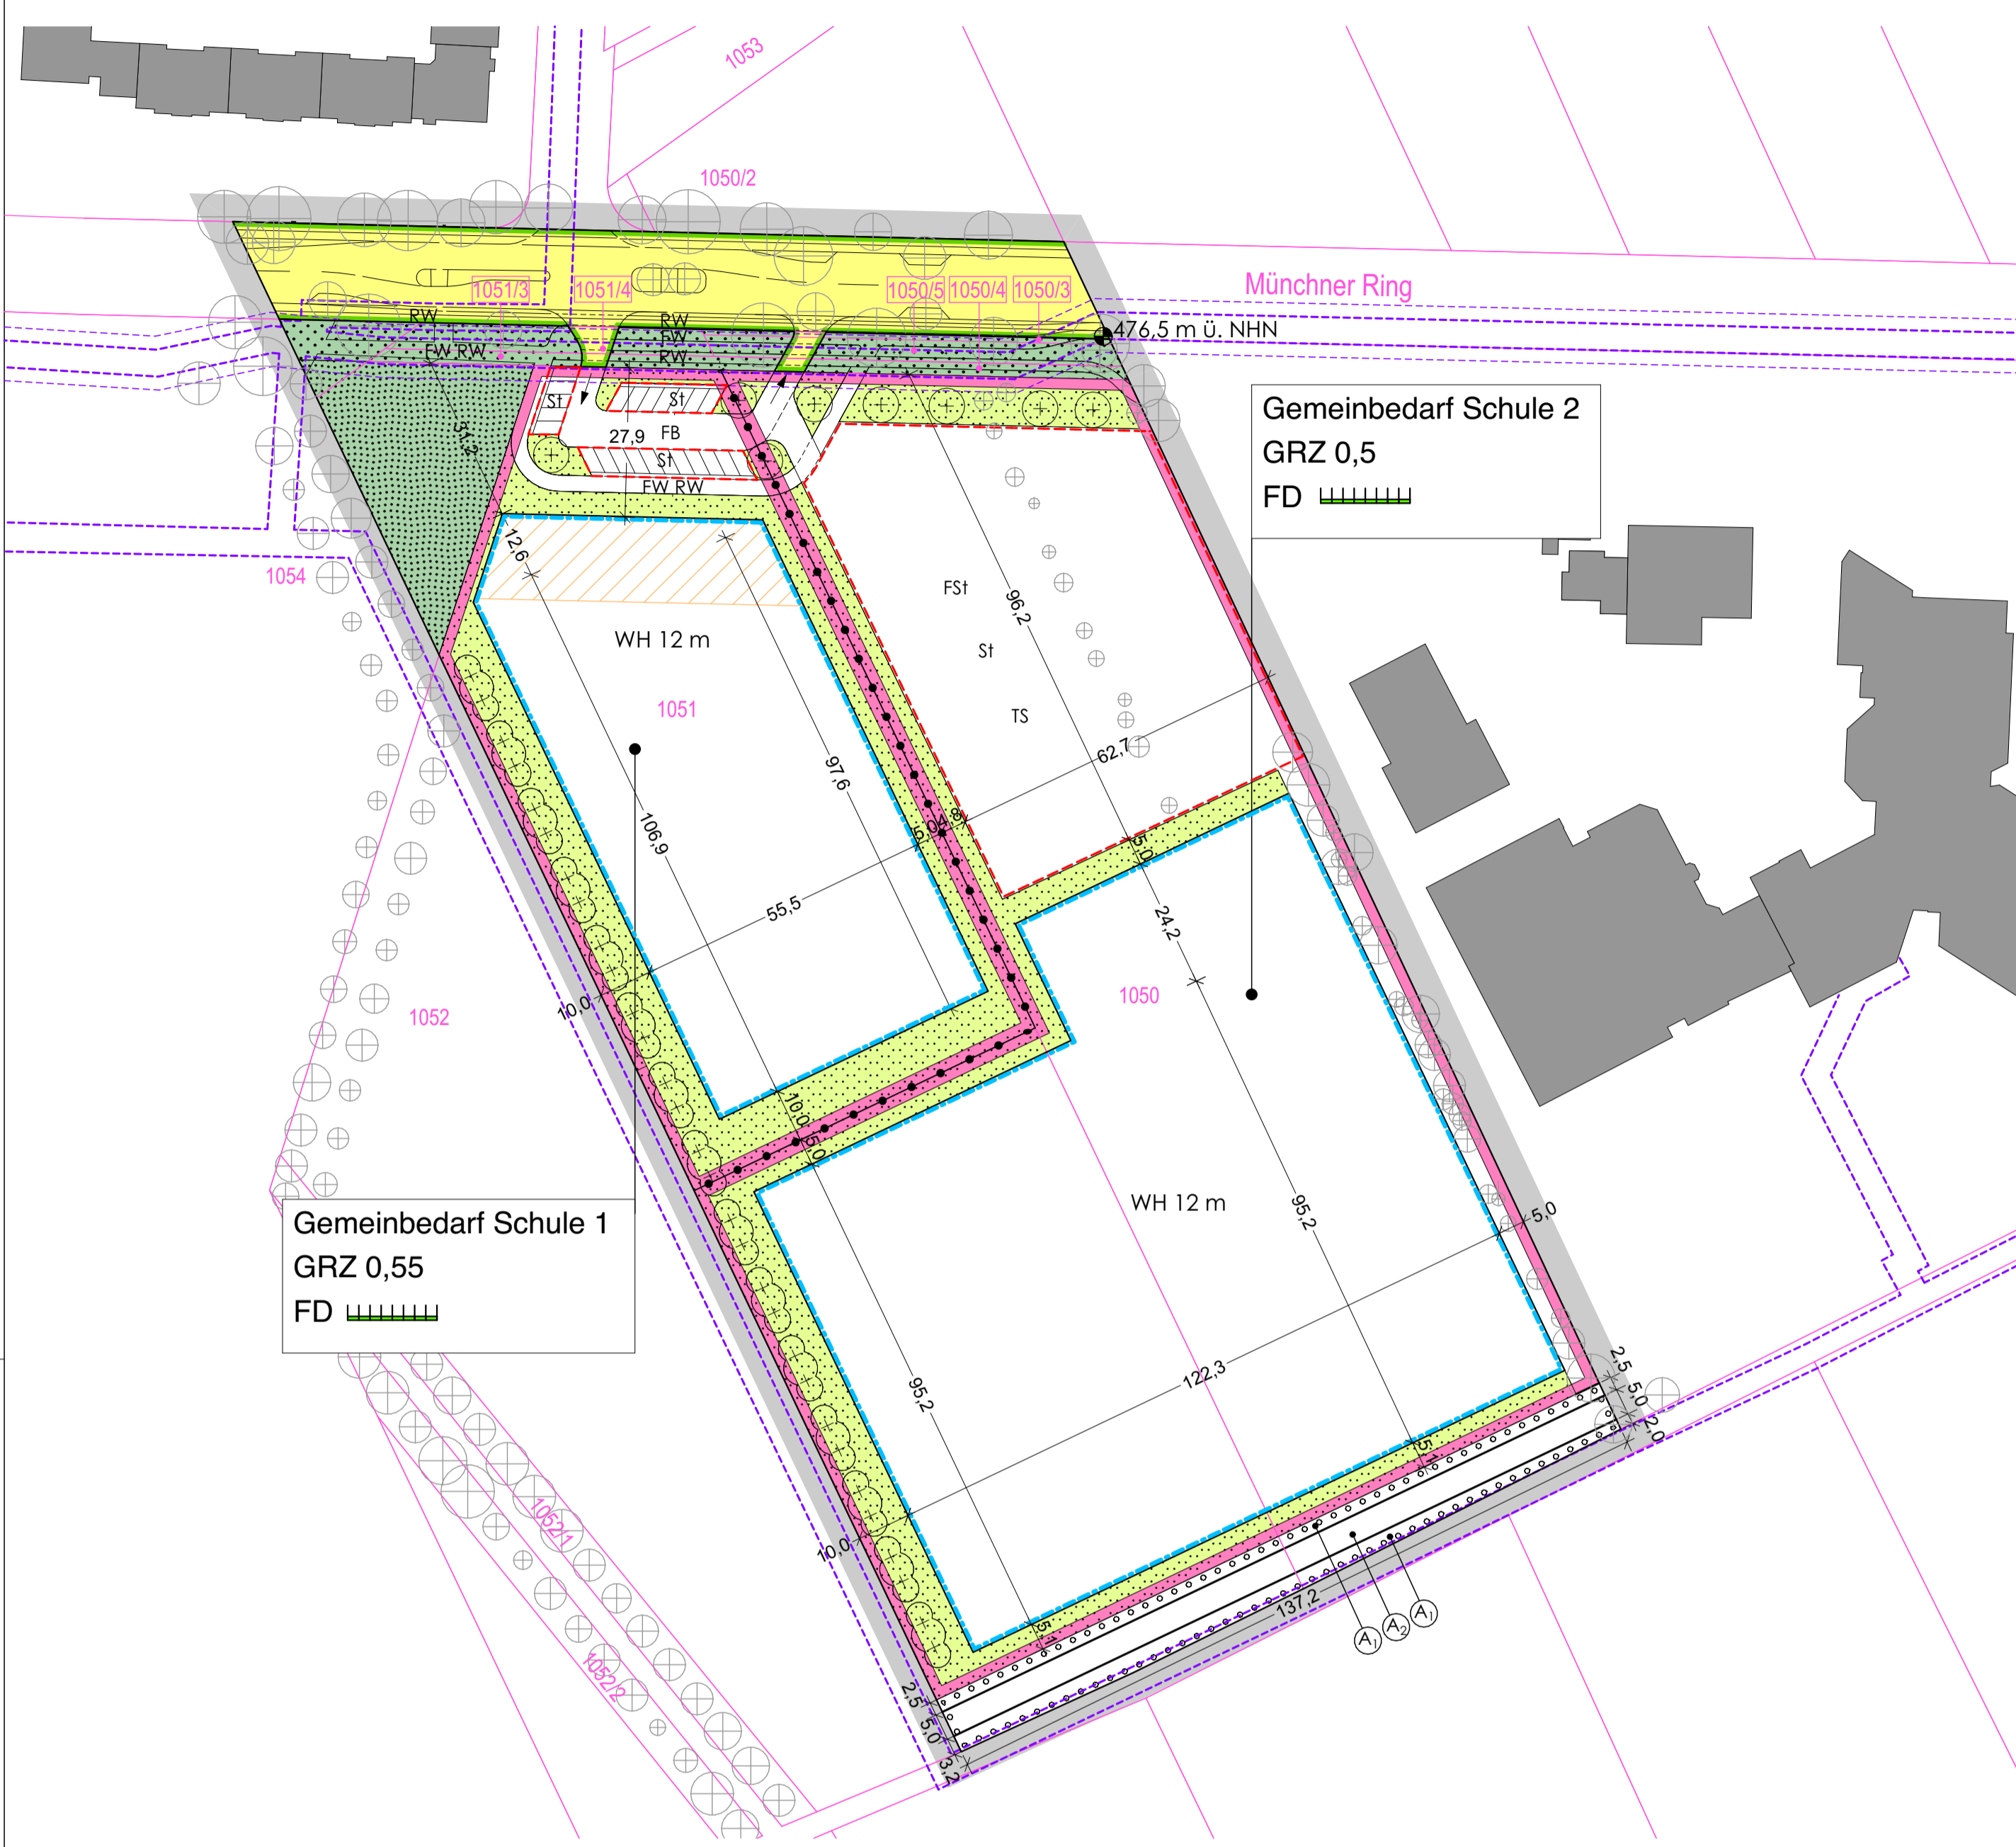 1053
1050/2
1051/3
1051/4
1050/5
1050/4
1050/3
Münchner Ring
RW
RW
FW
FW RW
RW
476,5 m ü. NHN
St
St
27,9
FB
St
FW RW
31,2
12,6
1054
Gemeinbedarf Schule 2
GRZ 0,5
FD
FSt
96,2
WH 12 m
St
1051
TS
62,7
97,6
106,9
5,0
4,8
5,0
55,5
24,2
10,0
1050
1052
10,0
5,0
WH 12 m
95,2
5,0
Gemeinbedarf Schule 1
GRZ 0,55
FD
122,3
95,2
2,5
5,0
2,0
5,1
10,0
1052/1
137,2
A1
A2
A1
5,1
1052/2
2,5
5,0
3,2